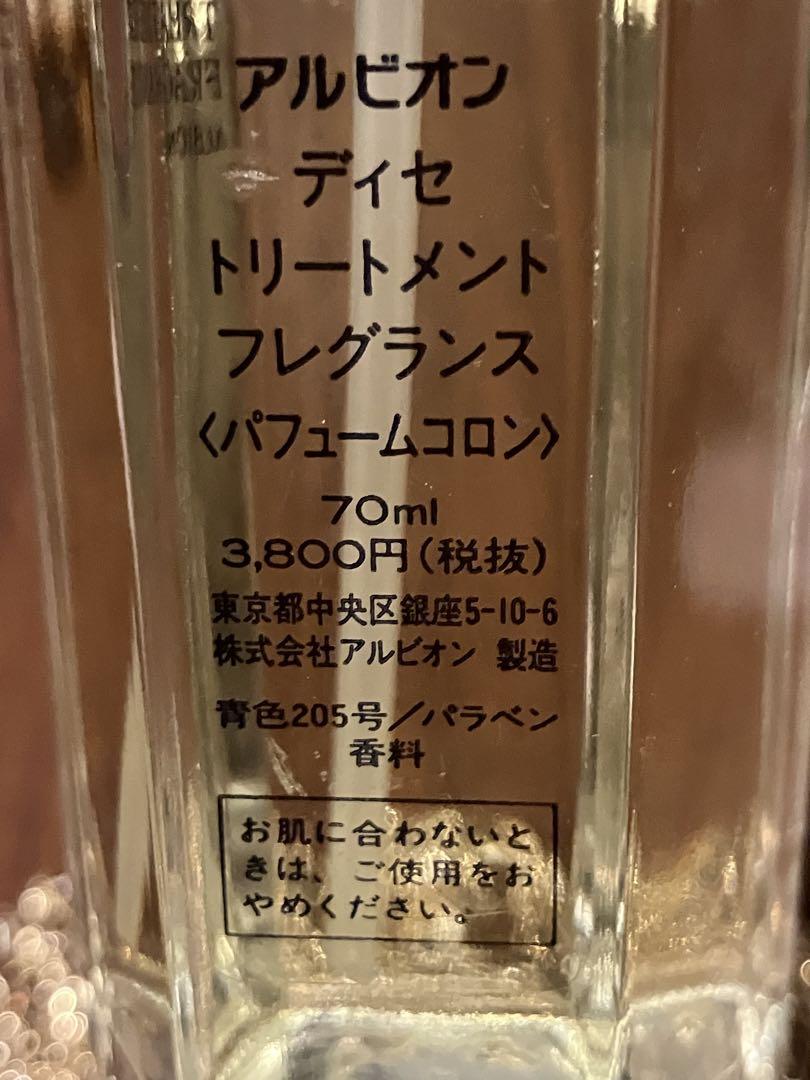 アルビオン
ディセ
トリートメント
フレグランス
〈パフュームコロン〉
70ml
3,800円(税抜)
東京都中央区銀座5-10-6
株式会社アルビオン 製造
青色205号/パラベン
香料
お肌に合わないと
きは、ご使用をお
やめください。